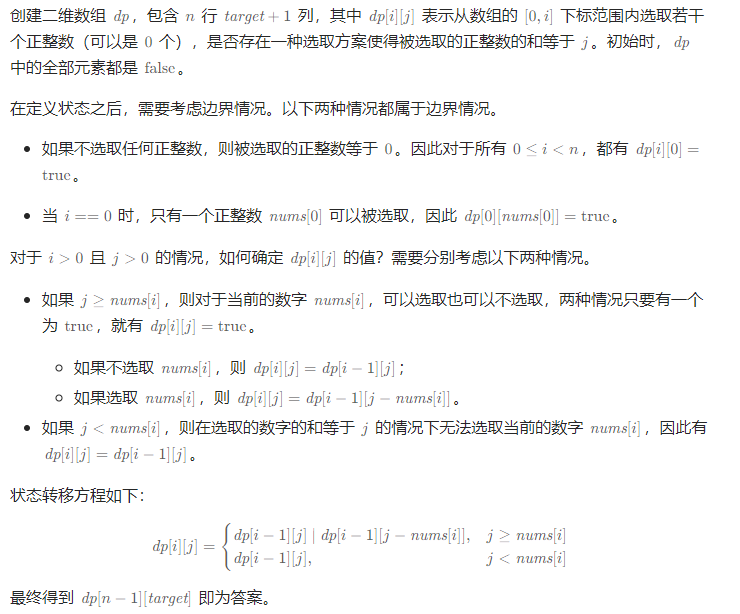 创建二维数组 dp，包含 n 行 target + 1 列，其中 dp[i][j] 表示从数组的 [0, i] 下标范围内选取若干
个正整数（可以是 0 个），是否存在一种选取方案使得被选取的正整数的和等于 j。初始时，dp
中的全部元素都是 false。
在定义状态之后，需要考虑边界情况。以下两种情况都属于边界情况。
• 如果不选取任何正整数，则被选取的正整数等于 0。因此对于所有 0 ≤ i < n，都有 dp[i][0] =
true。
• 当 i == 0 时，只有一个正整数 nums[0] 可以被选取，因此 dp[0][nums[0]] = true。
对于 i > 0 且 j > 0 的情况，如何确定 dp[i][j] 的值？需要分别考虑以下两种情况。
• 如果 j ≥ nums[i]，则对于当前的数字 nums[i]，可以选取也可以不选取，两种情况只要有一个
为 true，就有 dp[i][j] = true。
◦ 如果不选取 nums[i]，则 dp[i][j] = dp[i − 1][j]；
◦ 如果选取 nums[i]，则 dp[i][j] = dp[i − 1][j − nums[i]]。
• 如果 j < nums[i]，则在选取的数字的和等于 j 的情况下无法选取当前的数字 nums[i]，因此有
dp[i][j] = dp[i − 1][j]。
状态转移方程如下：
dp[i][j] = { dp[i − 1][j] | dp[i − 1][j − nums[i]], j ≥ nums[i]
dp[i − 1][j], j < nums[i]
最终得到 dp[n − 1][target] 即为答案。